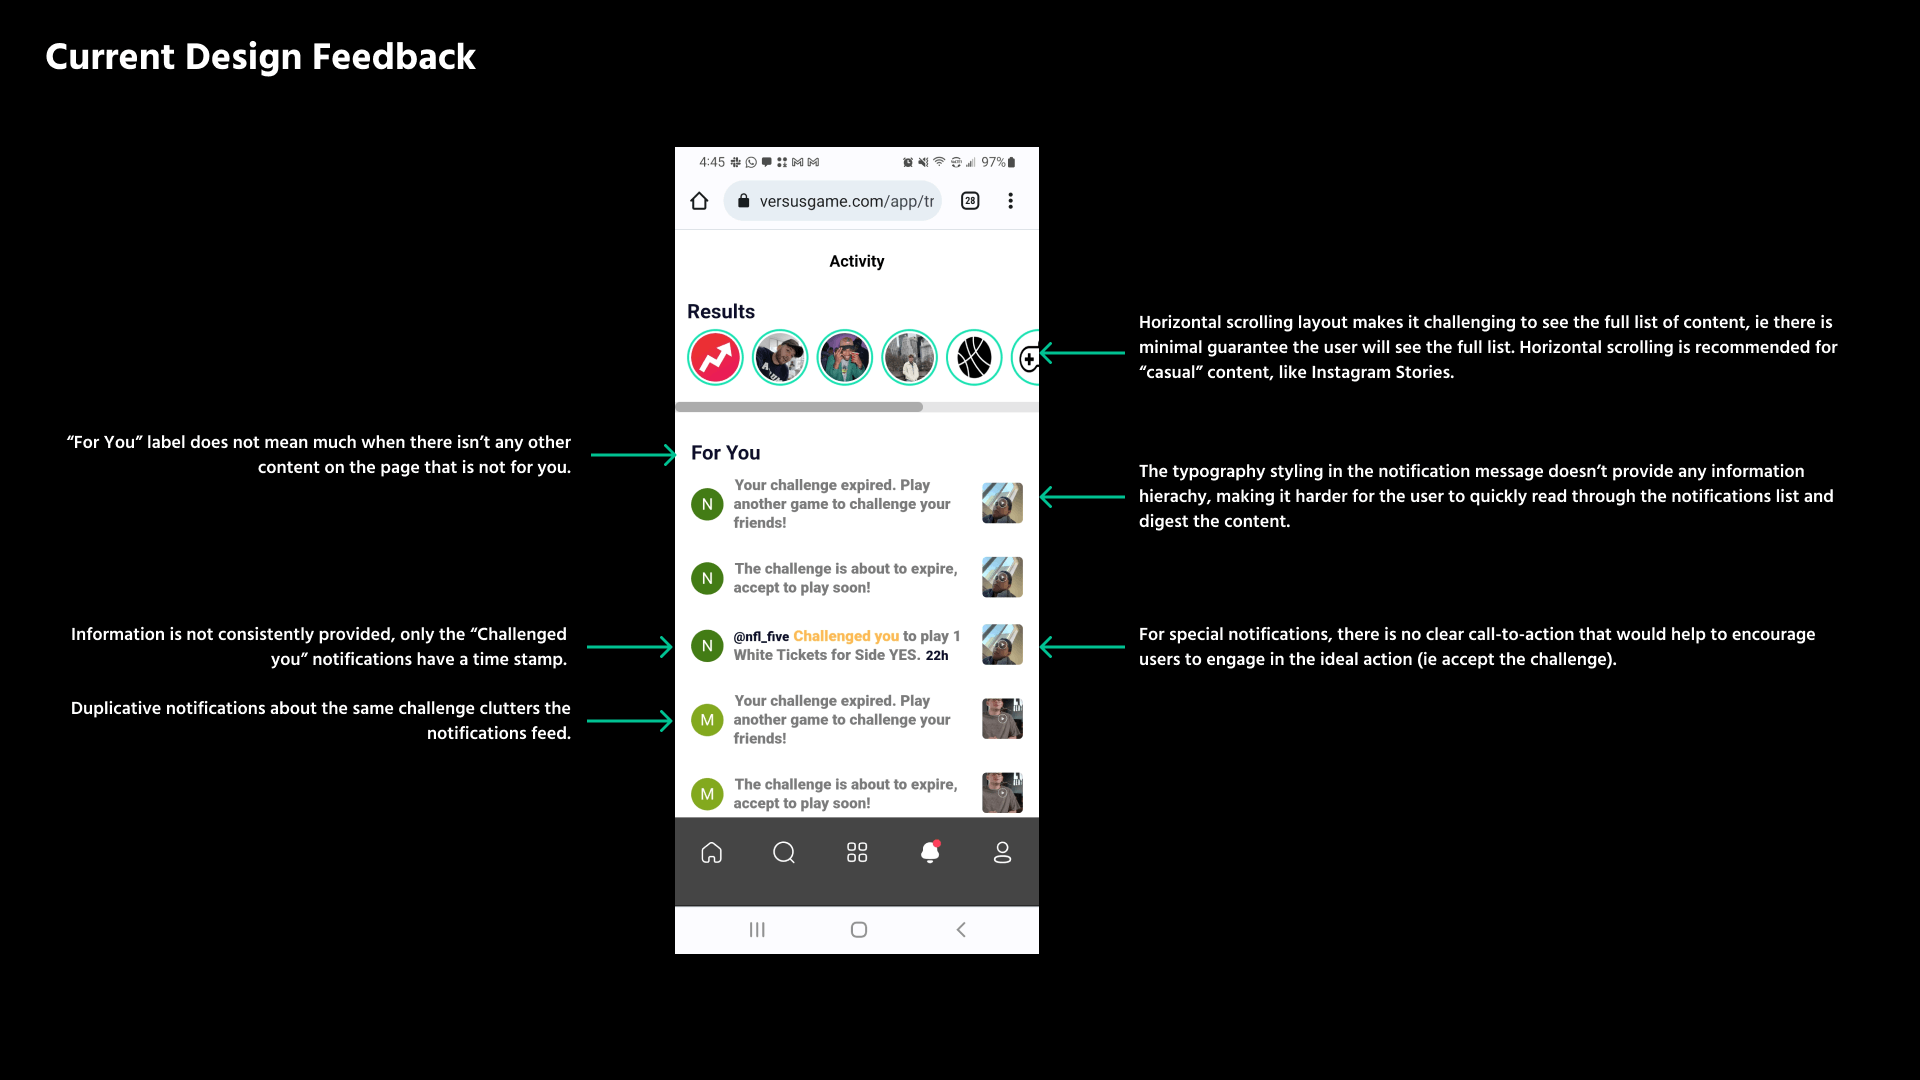 Current Design Feedback
“For You” label does not mean much when there isn’t any other
content on the page that is not for you.
Information is not consistently provided, only the “Challenged
you” notifications have a time stamp.
Duplicative notifications about the same challenge clutters the
notifications feed.
4:45
97%
versusgame.com/app/tr
28
Activity
Results
For You
N
Your challenge expired. Play
another game to challenge your
friends!
N
The challenge is about to expire,
accept to play soon!
N
@nfl_five Challenged you to play 1
White Tickets for Side YES. 22h
M
Your challenge expired. Play
another game to challenge your
friends!
M
The challenge is about to expire,
accept to play soon!
Horizontal scrolling layout makes it challenging to see the full list of content, ie there is
minimal guarantee the user will see the full list. Horizontal scrolling is recommended for
“casual” content, like Instagram Stories.
The typography styling in the notification message doesn’t provide any information
hierachy, making it harder for the user to quickly read through the notifications list and
digest the content.
For special notifications, there is no clear call-to-action that would help to encourage
users to engage in the ideal action (ie accept the challenge).